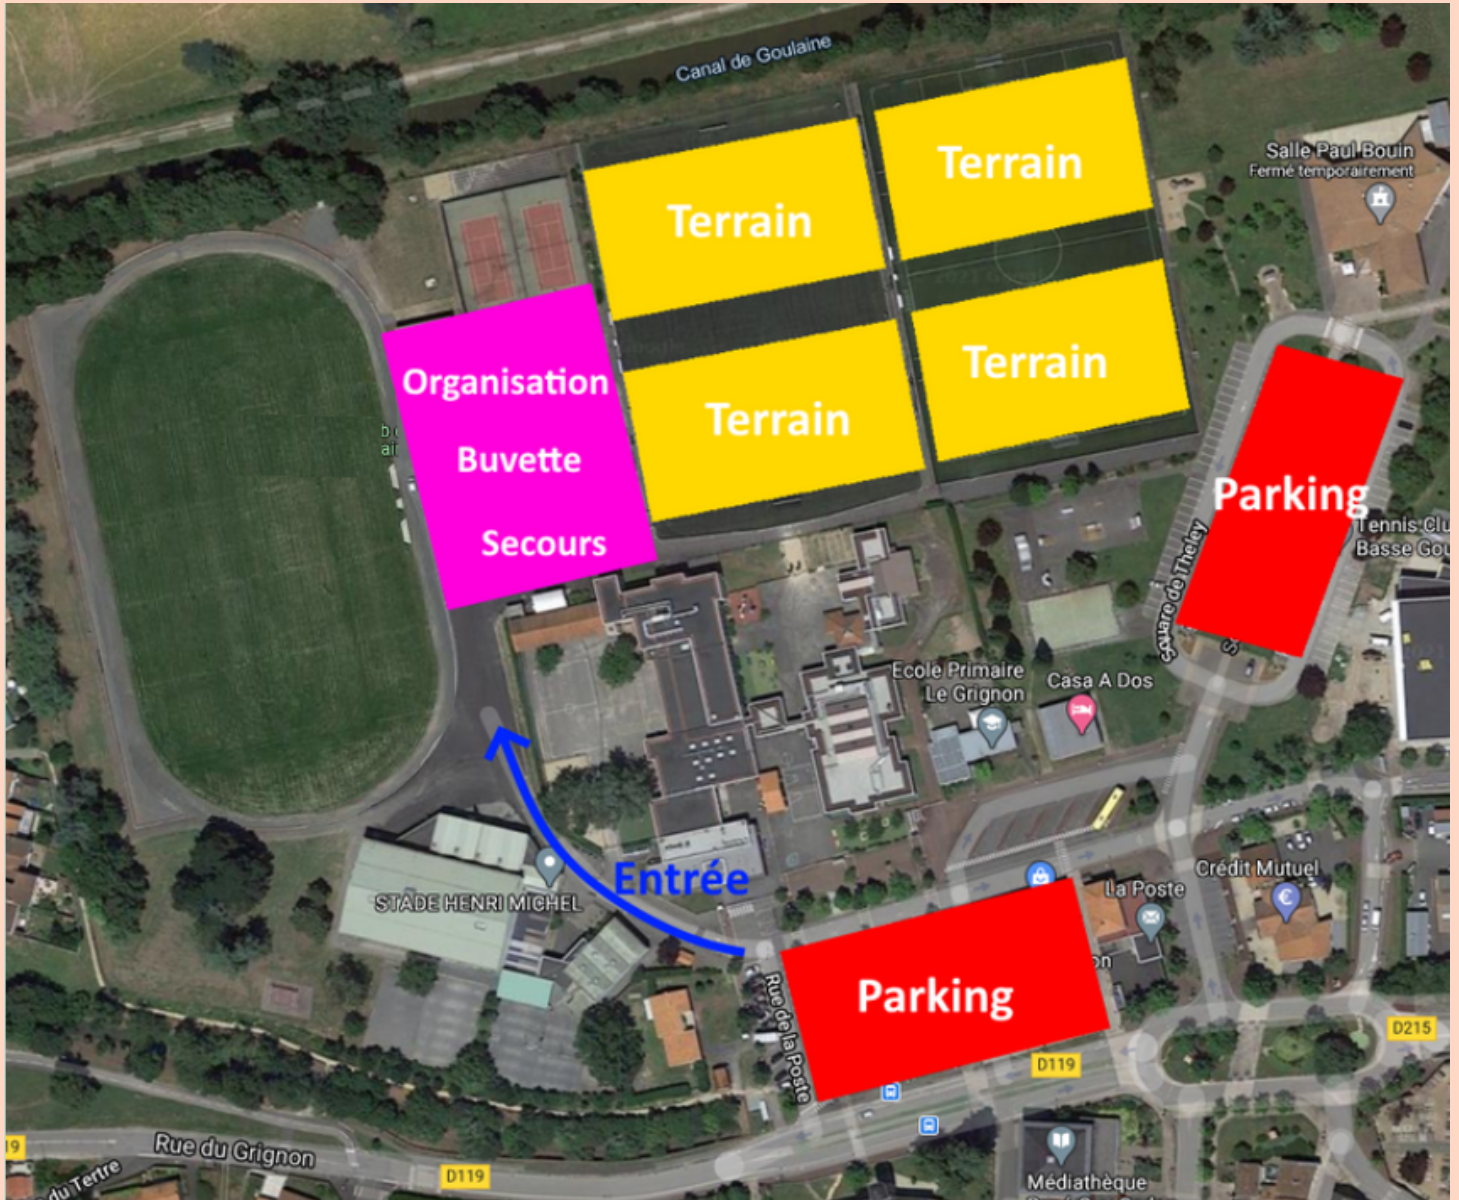 Canal de Goulaine
Salle Paul Bouin
Fermé temporairement
Terrain
Terrain
Terrain
Terrain
Organisation
Buvette
Secours
Parking
Tennis Clu
Basse Gou
Square de Theley
Ecole Primaire
Le Grignon
Casa A Dos
Entrée
STADE HENRI MICHEL
La Poste
Crédit Mutuel
Parking
Rue de la Poste
D215
D119
Rue du Grignon
D119
19
du Tertre
Médiathèque